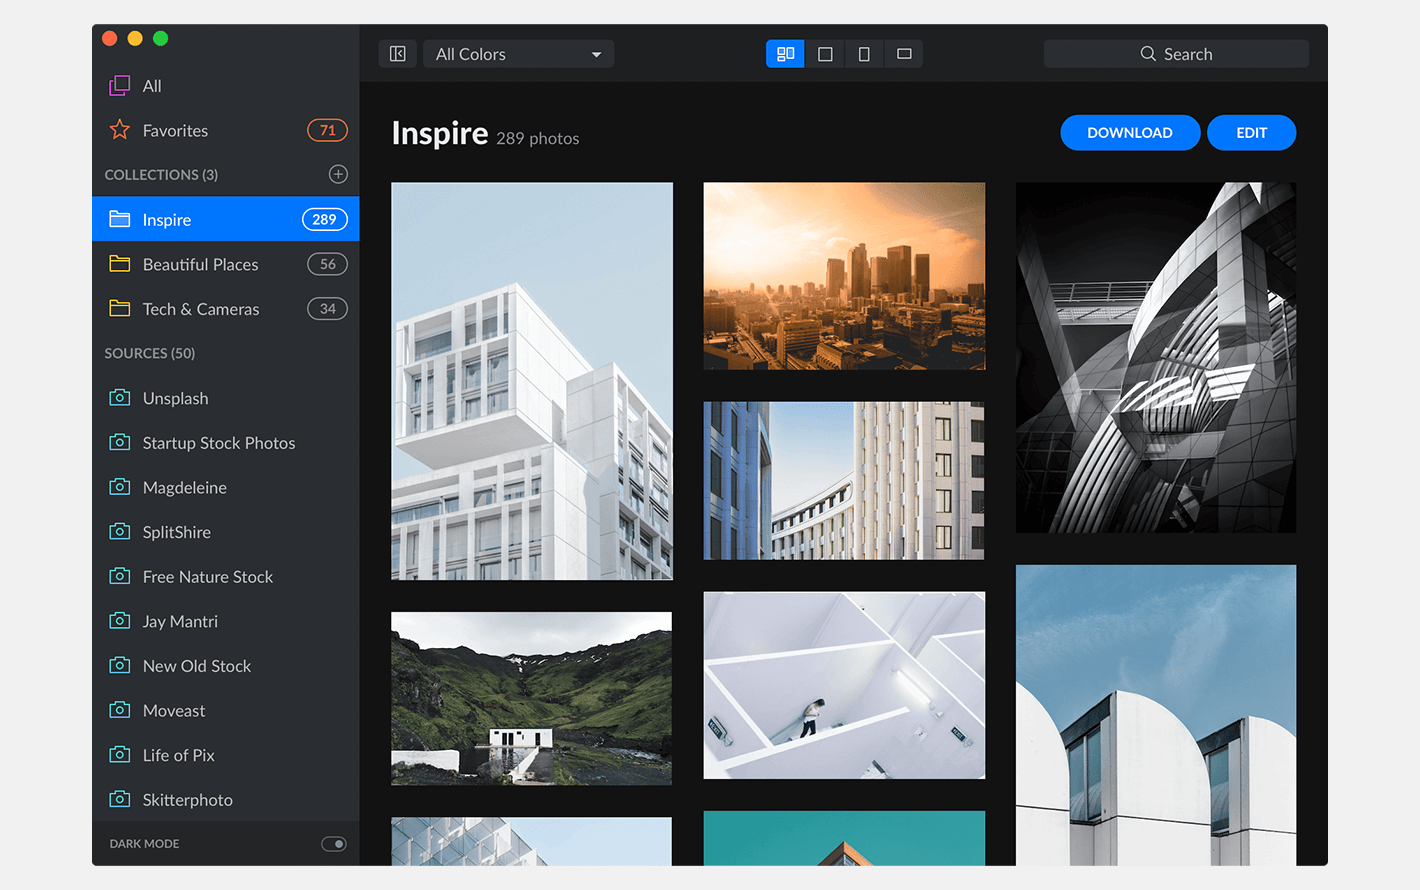 All Colors
Search
All
Favorites 71
COLLECTIONS (3)
Inspire 289
Beautiful Places 56
Tech & Cameras 34
SOURCES (50)
Unsplash
Startup Stock Photos
Magdeleine
SplitShire
Free Nature Stock
Jay Mantri
New Old Stock
Moveast
Life of Pix
Skitterphoto
DARK MODE
Inspire 289 photos
DOWNLOAD
EDIT